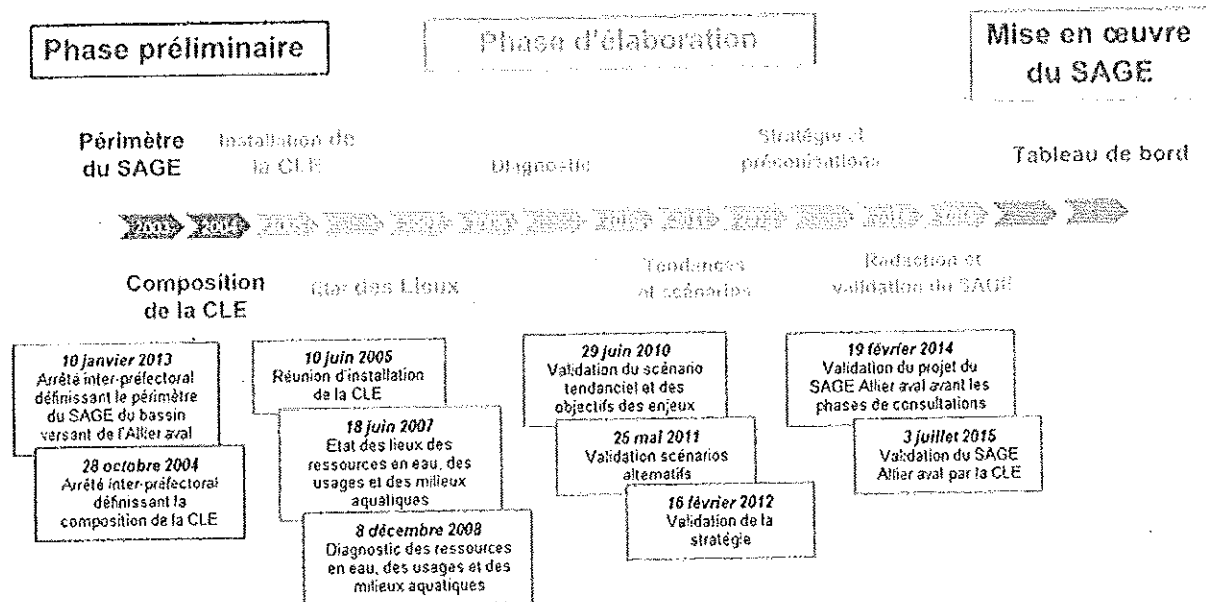 Phase préliminaire
Phase d'élaboration
Mise en œuvre
du SAGE
Périmètre
du SAGE
Installation de
la CLE
Diagnostic
Stratégie et
préconisations
Tableau de bord
2003
2004
Composition
de la CLE
Etat des Lieux
Tendances
et scénarios
Rédaction et
validation du SAGE
10 janvier 2013
Arrêté inter-préfectoral
définissant le périmètre
du SAGE du bassin
versant de l'Allier aval
28 octobre 2004
Arrêté inter-préfectoral
définissant la
composition de la CLE
10 juin 2005
Réunion d'installation
de la CLE
18 juin 2007
Etat des lieux des
ressources en eau, des
usages et des milieux
aquatiques
8 décembre 2008
Diagnostic des ressources
en eau, des usages et des
milieux aquatiques
29 juin 2010
Validation du scénario
tendanciel et des
objectifs des enjeux
25 mai 2011
Validation scénarios
alternatifs
16 février 2012
Validation de la
stratégie
19 février 2014
Validation du projet du
SAGE Allier aval avant les
phases de consultations
3 juillet 2015
Validation du SAGE
Allier aval par la CLE